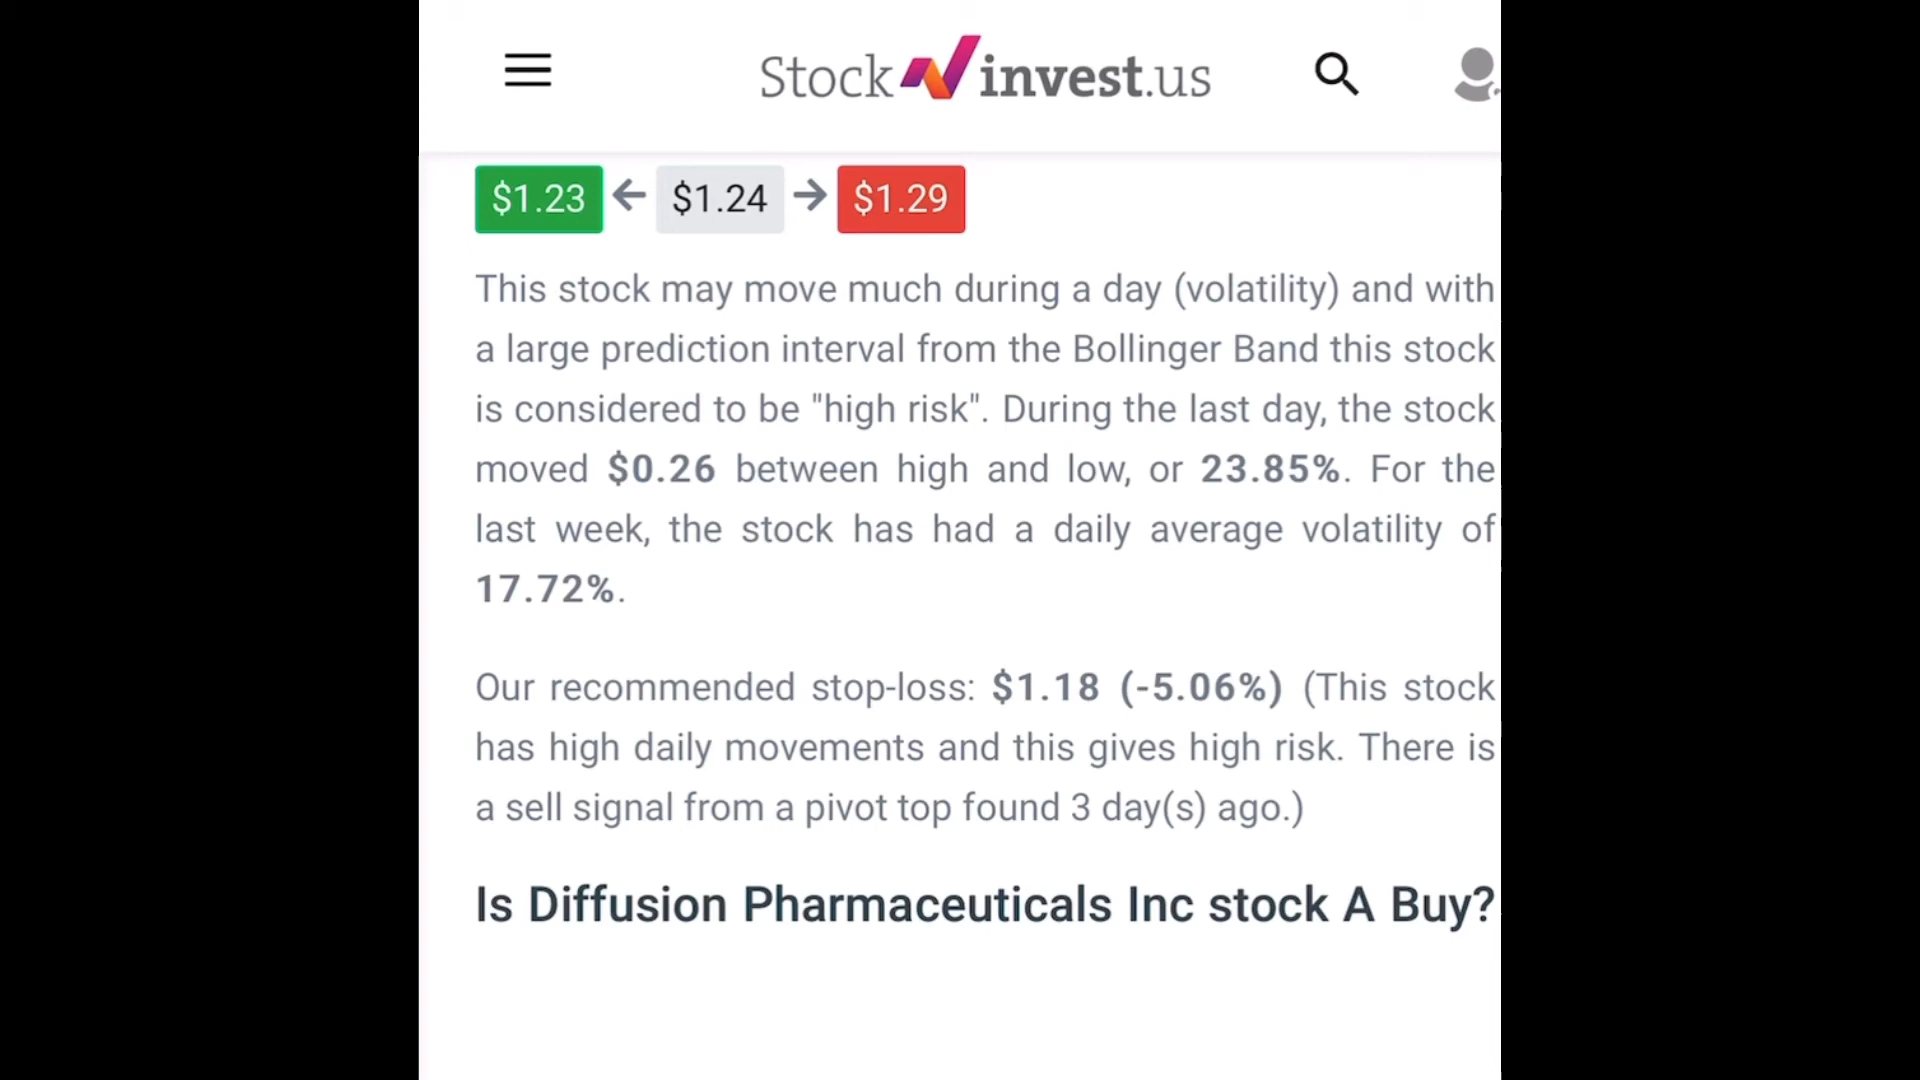 Stock invest.us
$1.23 ← $1.24 → $1.29
This stock may move much during a day (volatility) and with
a large prediction interval from the Bollinger Band this stock
is considered to be "high risk". During the last day, the stock
moved $0.26 between high and low, or 23.85%. For the
last week, the stock has had a daily average volatility of
17.72%.
Our recommended stop-loss: $1.18 (-5.06%) (This stock
has high daily movements and this gives high risk. There is
a sell signal from a pivot top found 3 day(s) ago.)
Is Diffusion Pharmaceuticals Inc stock A Buy?